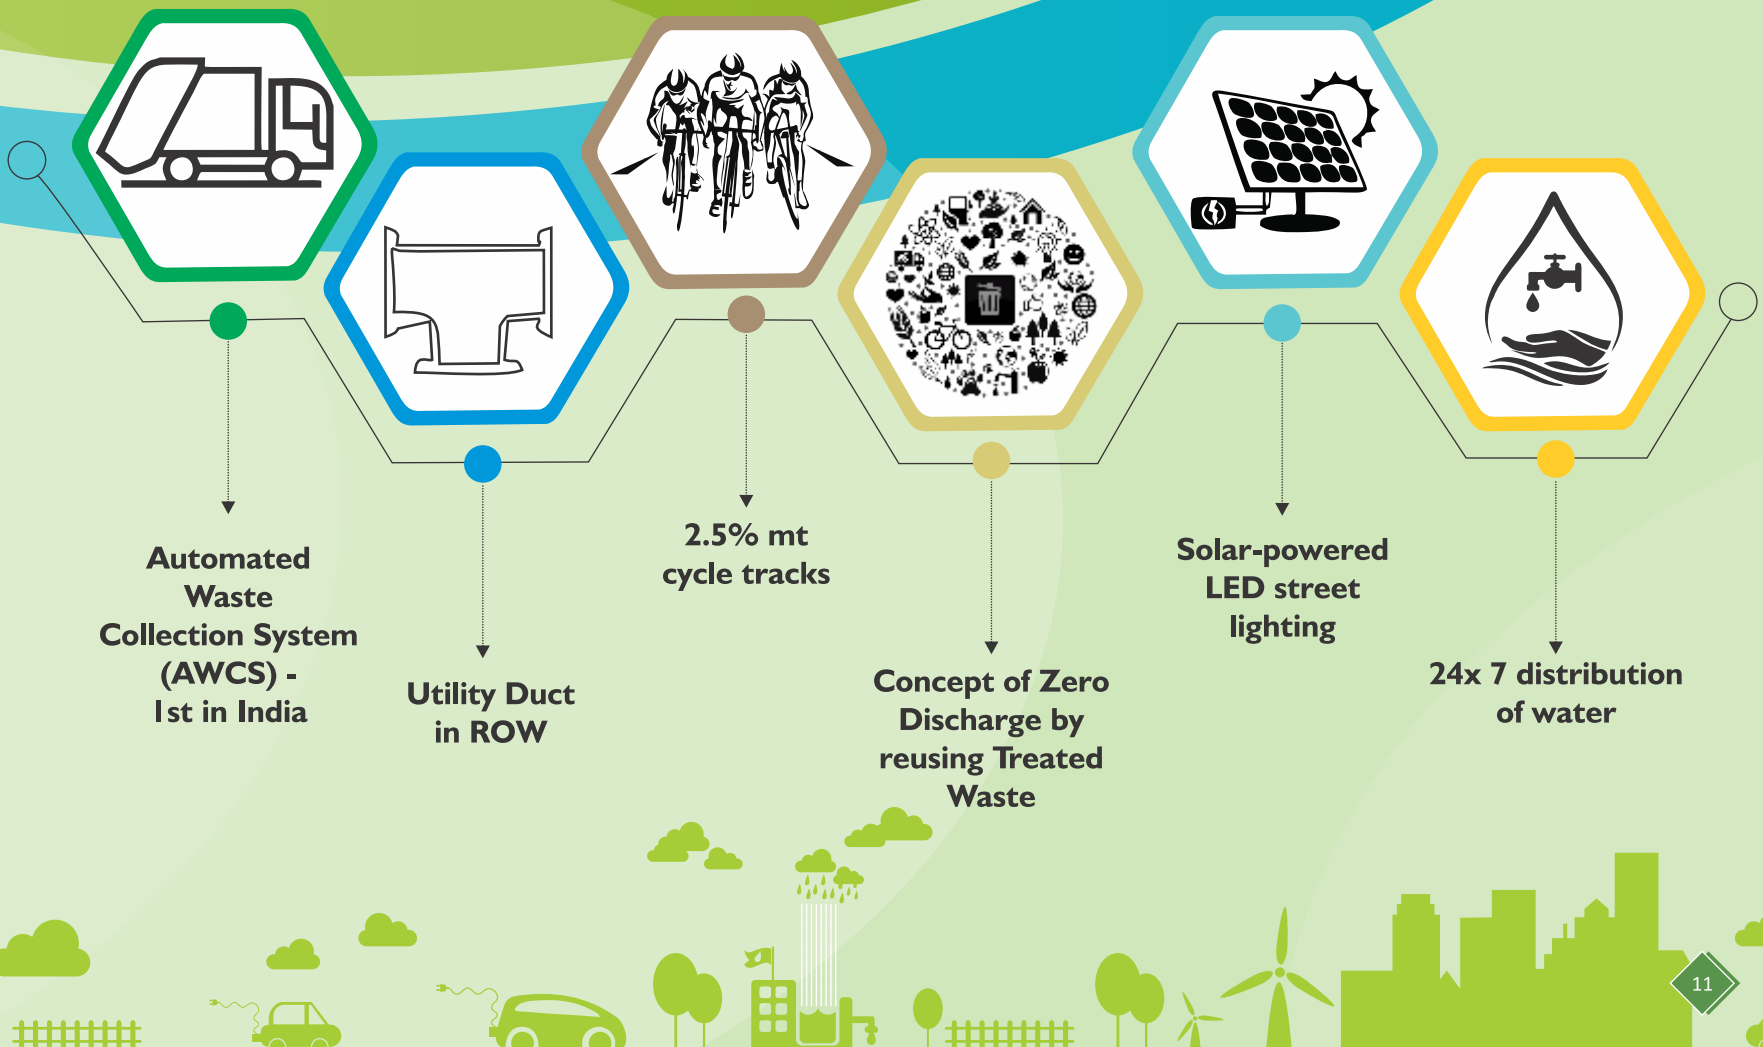 Automated
Waste
Collection System
(AWCS) -
1st in India
Utility Duct
in ROW
2.5% mt
cycle tracks
Concept of Zero
Discharge by
reusing Treated
Waste
Solar-powered
LED street
lighting
24x 7 distribution
of water
11